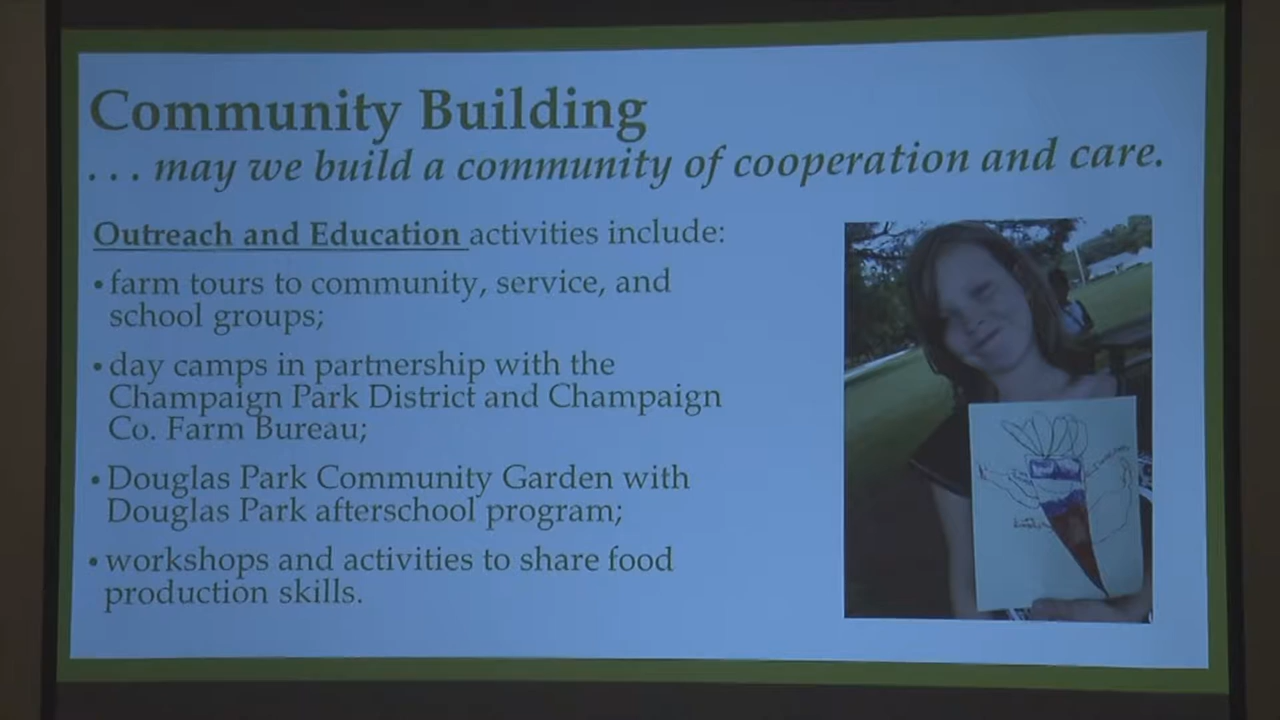 Community Building
. . . may we build a community of cooperation and care.
Outreach and Education activities include:
• farm tours to community, service, and
school groups;
• day camps in partnership with the
Champaign Park District and Champaign
Co. Farm Bureau;
• Douglas Park Community Garden with
Douglas Park afterschool program;
• workshops and activities to share food
production skills.